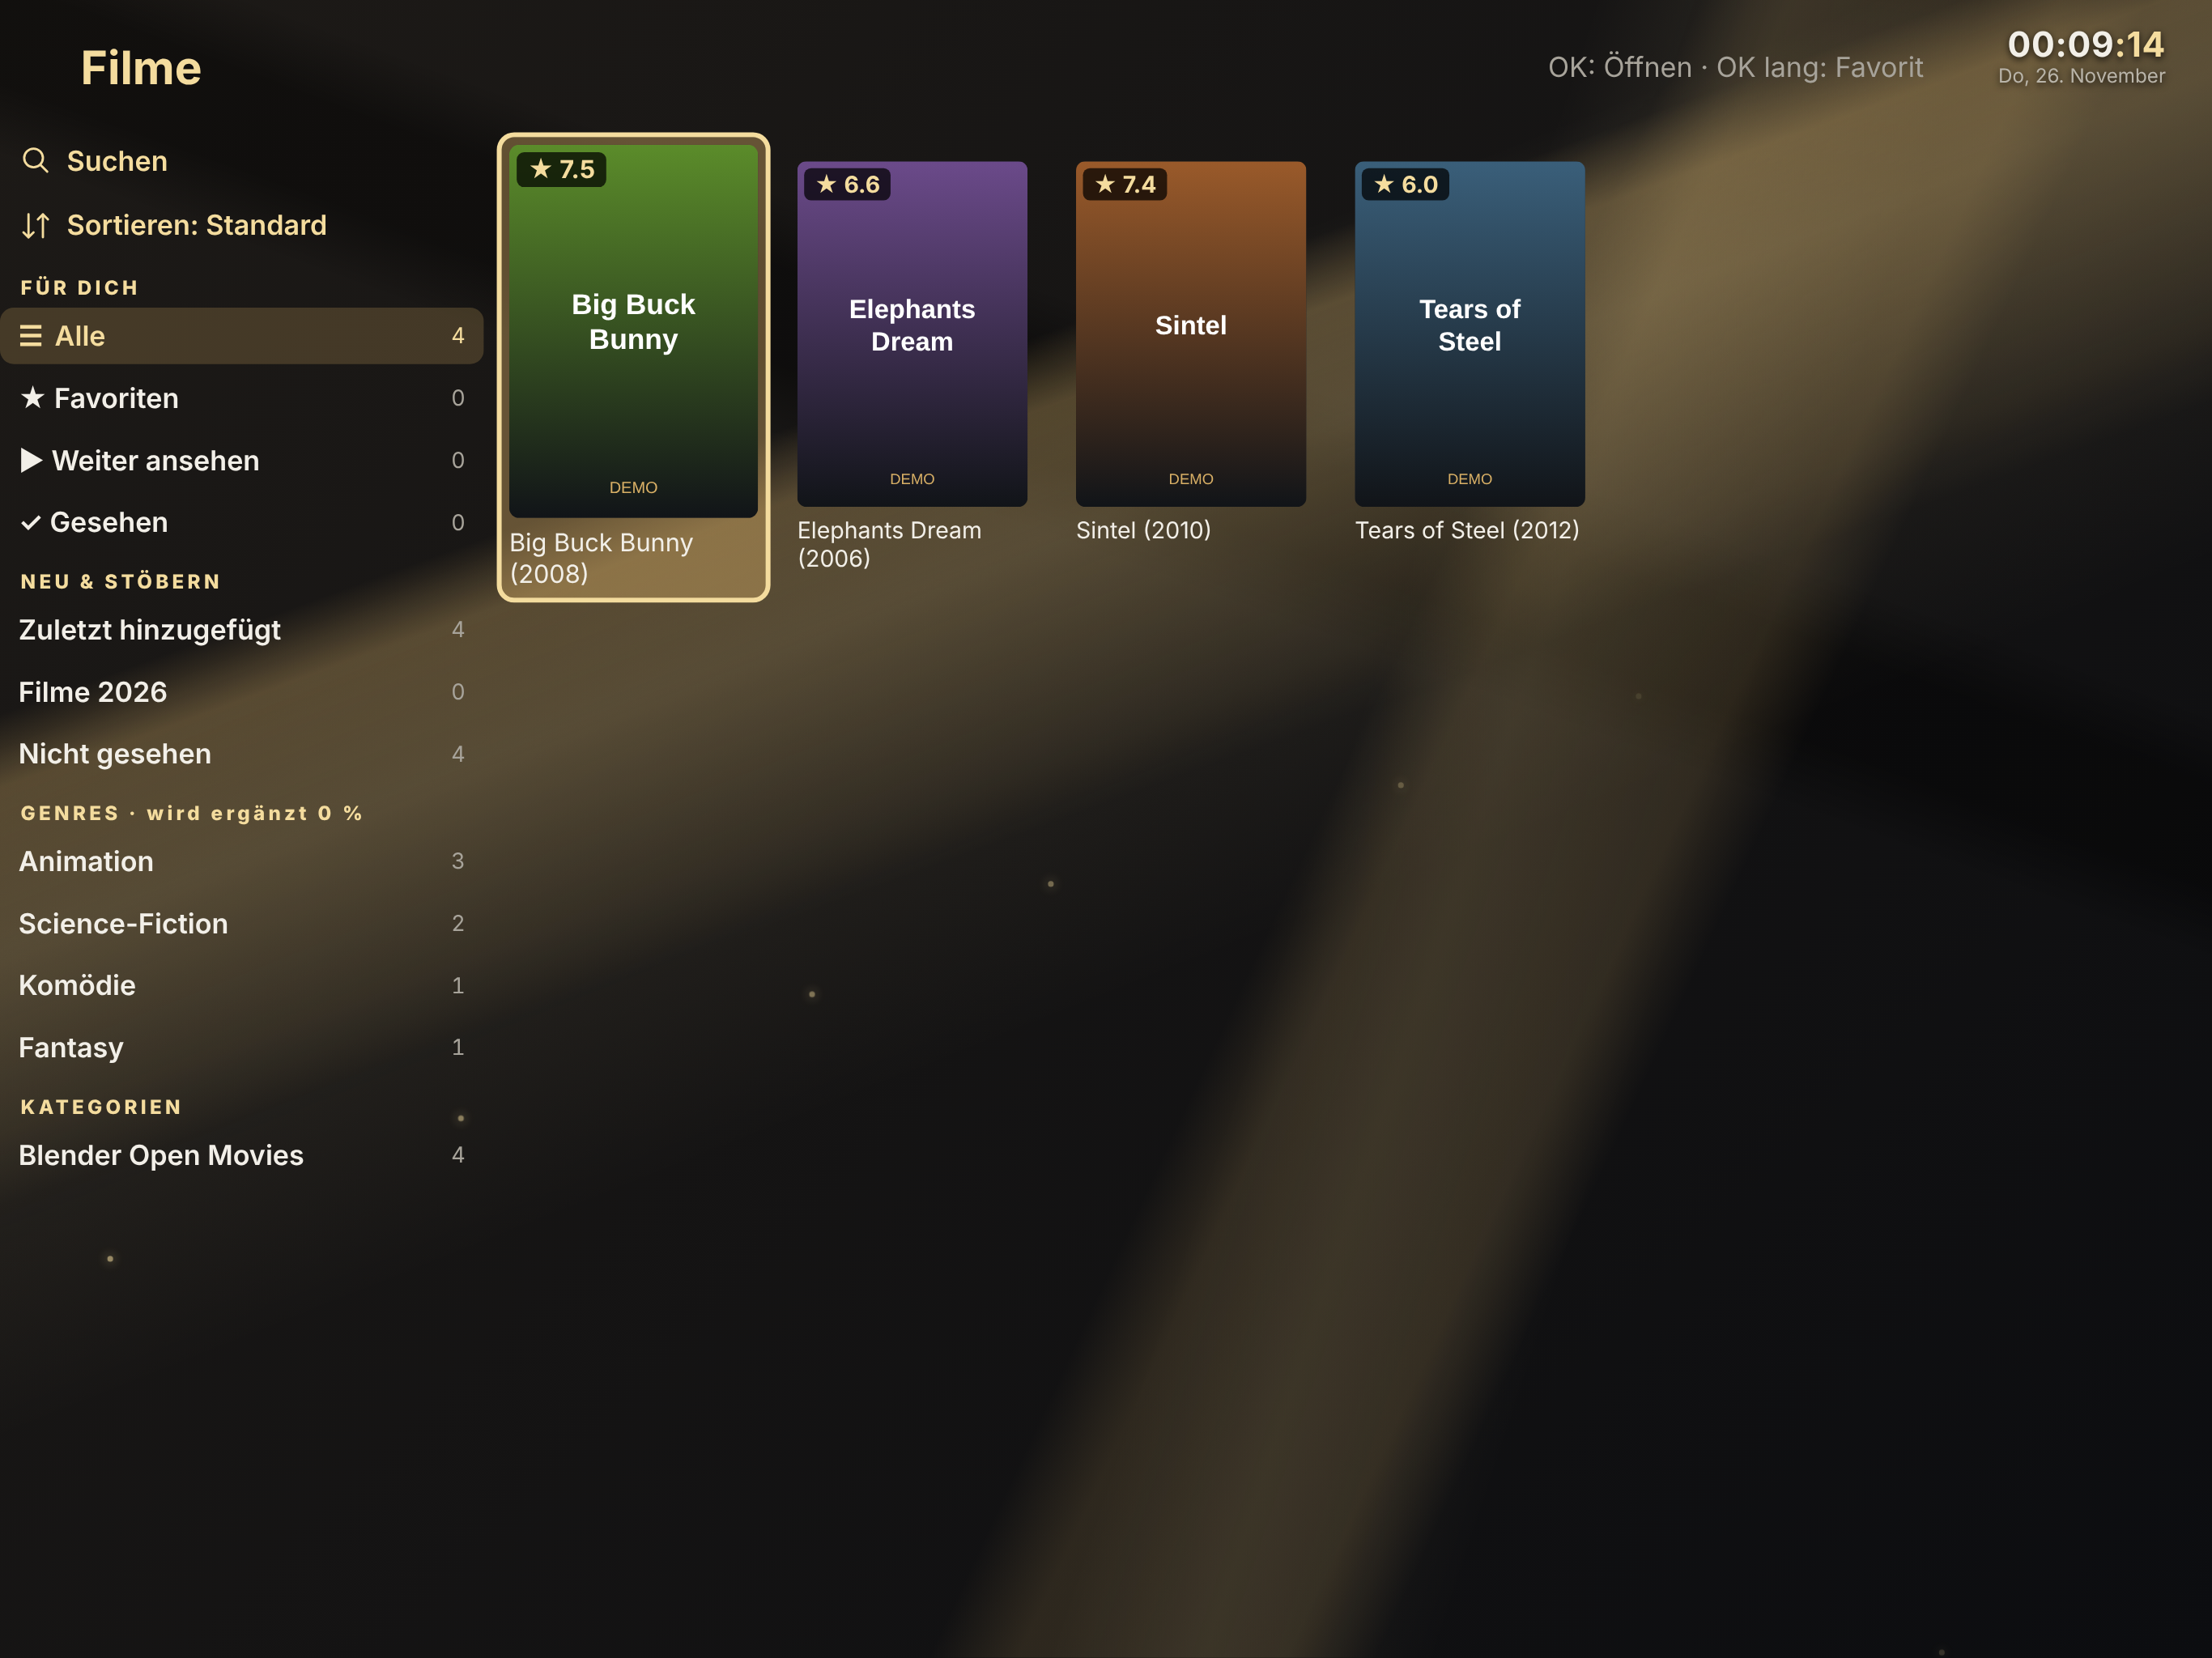 Filme
OK: Öffnen · OK lang: Favorit
00:09:14
Do, 26. November
Suchen
Sortieren: Standard
FÜR DICH
Alle 4
★ Favoriten 0
▶ Weiter ansehen 0
✓ Gesehen 0
NEU & STÖBERN
Zuletzt hinzugefügt 4
Filme 2026 0
Nicht gesehen 4
GENRES · wird ergänzt 0 %
Animation 3
Science-Fiction 2
Komödie 1
Fantasy 1
KATEGORIEN
Blender Open Movies 4
★ 7.5
Big Buck
Bunny
DEMO
Big Buck Bunny
(2008)
★ 6.6
Elephants
Dream
DEMO
Elephants Dream
(2006)
★ 7.4
Sintel
DEMO
Sintel (2010)
★ 6.0
Tears of
Steel
DEMO
Tears of Steel (2012)